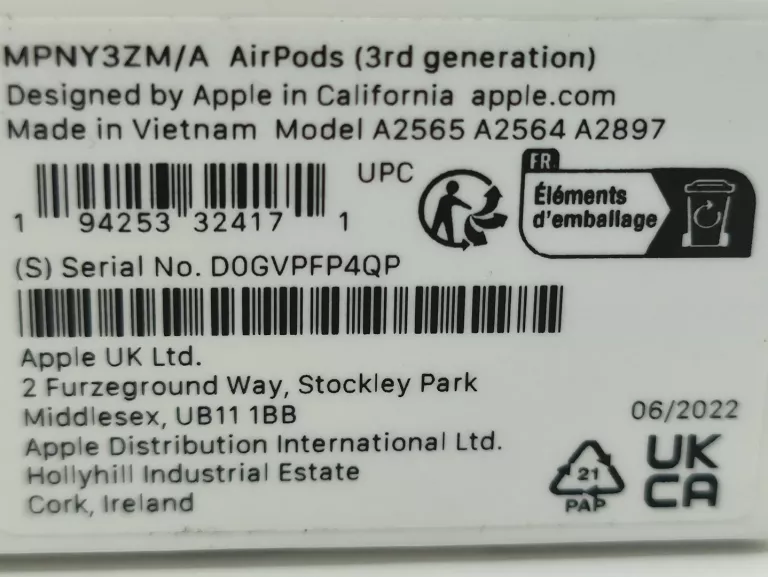 MPNY3ZM/A AirPods (3rd generation)
Designed by Apple in California apple.com
Made in Vietnam Model A2565 A2564 A2897
UPC
1 94253 32417 1
FR
Éléments
d'emballage
(S) Serial No. D0GVPFP4QP
Apple UK Ltd.
2 Furzeground Way, Stockley Park
Middlesex, UB11 1BB
Apple Distribution International Ltd.
Hollyhill Industrial Estate
Cork, Ireland
06/2022
21
PAP
UK
CA